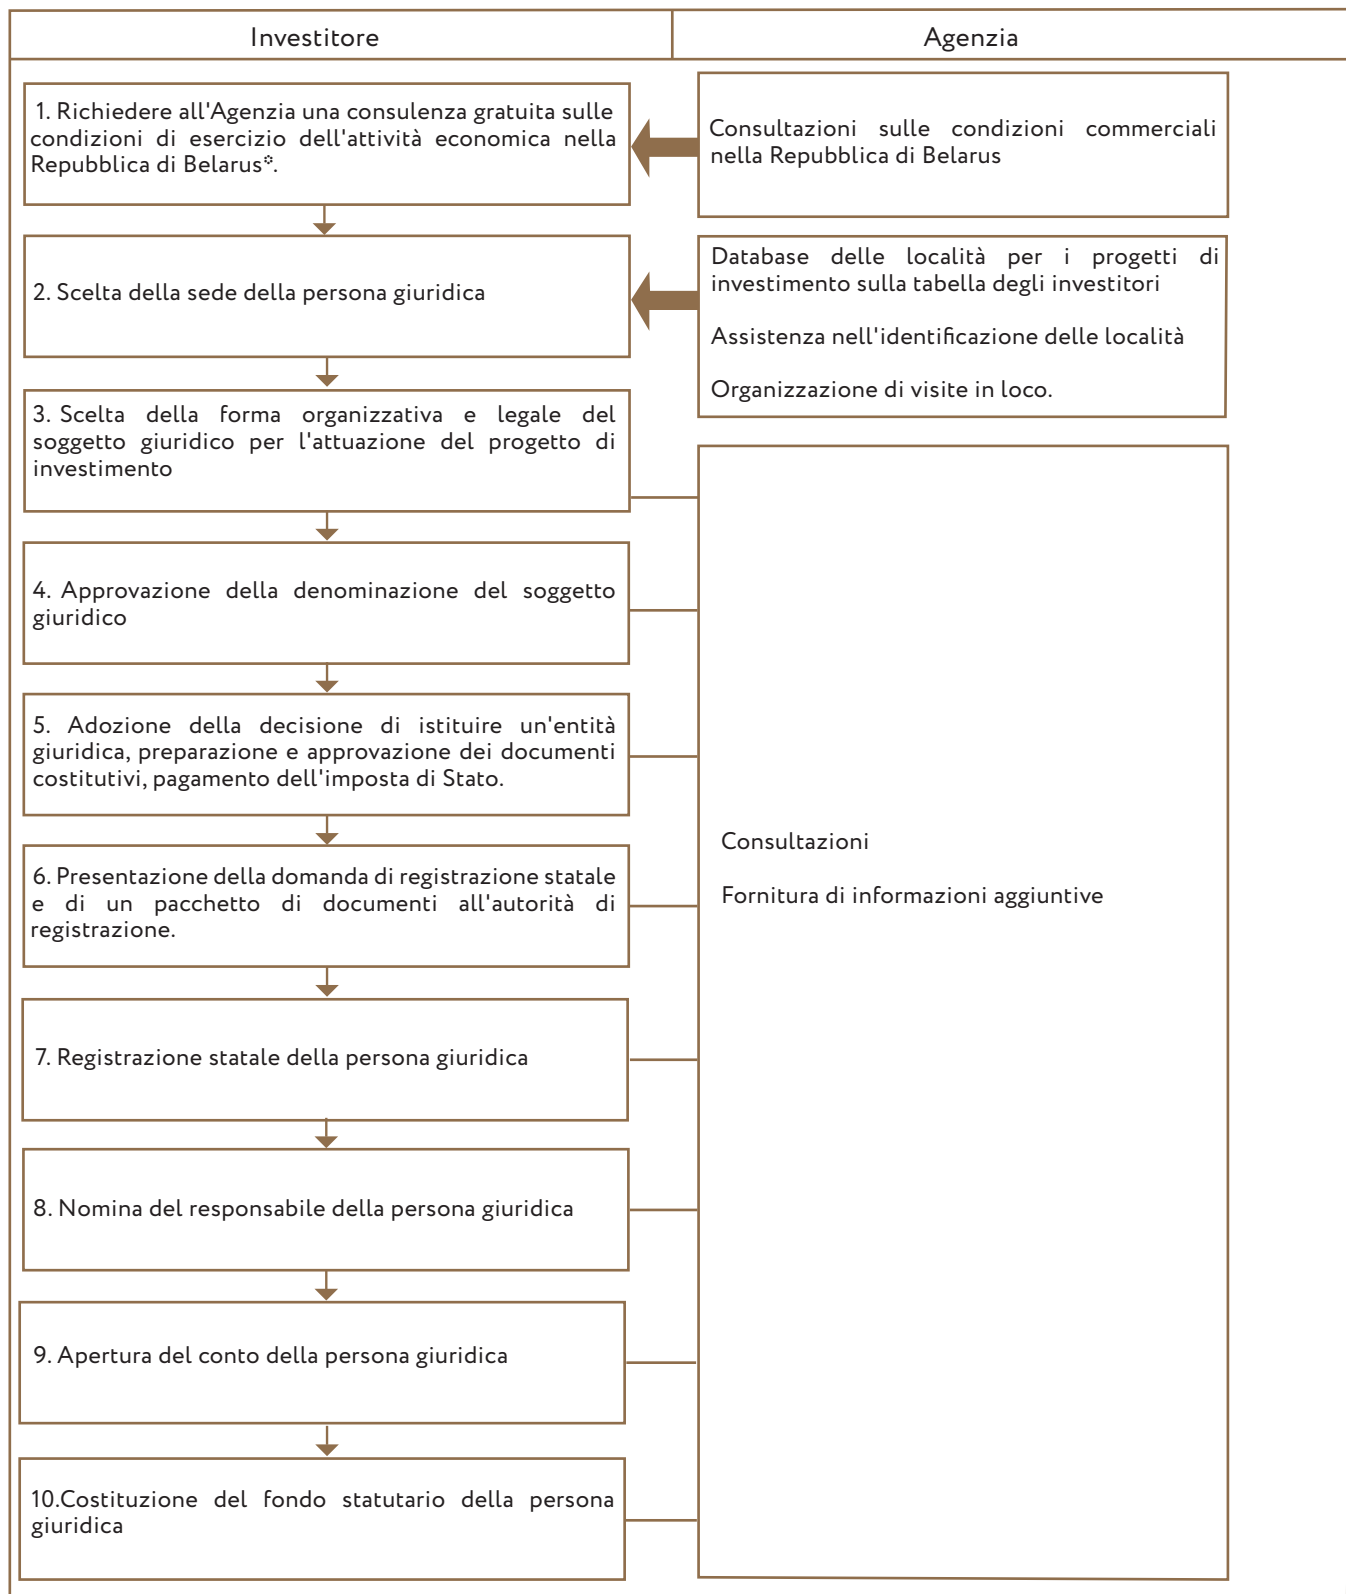 Investitore
Agenzia
1. Richiedere all'Agenzia una consulenza gratuita sulle
condizioni di esercizio dell'attività economica nella
Repubblica di Belarus*.
Consultazioni sulle condizioni commerciali
nella Repubblica di Belarus
2. Scelta della sede della persona giuridica
Database delle località per i progetti di
investimento sulla tabella degli investitori
Assistenza nell'identificazione delle località
Organizzazione di visite in loco.
3. Scelta della forma organizzativa e legale del
soggetto giuridico per l'attuazione del progetto di
investimento
4. Approvazione della denominazione del soggetto
giuridico
5. Adozione della decisione di istituire un'entità
giuridica, preparazione e approvazione dei documenti
costitutivi, pagamento dell'imposta di Stato.
6. Presentazione della domanda di registrazione statale
e di un pacchetto di documenti all'autorità di
registrazione.
7. Registrazione statale della persona giuridica
8. Nomina del responsabile della persona giuridica
9. Apertura del conto della persona giuridica
10.Costituzione del fondo statutario della persona
giuridica
Consultazioni
Fornitura di informazioni aggiuntive